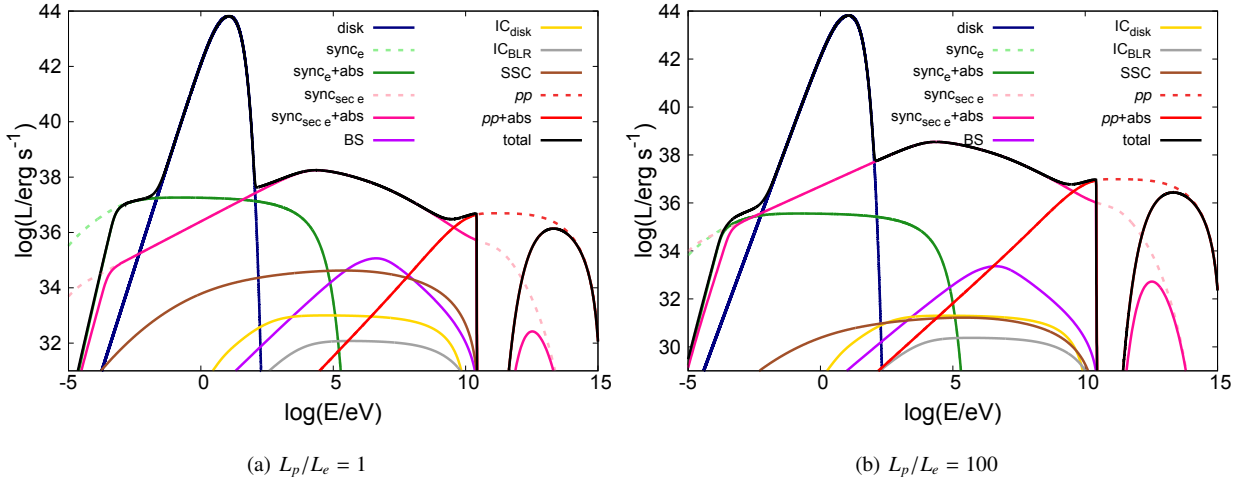 log(L/erg s⁻¹)
44
42
40
38
36
34
32
-5
0
5
10
15
log(E/eV)
disk
sync_e
sync_e+abs
sync_sec e
sync_sec e+abs
BS
IC_disk
IC_BLR
SSC
pp
pp+abs
total
(a) L_p/L_e = 1
log(L/erg s⁻¹)
44
42
40
38
36
34
32
30
-5
0
5
10
15
log(E/eV)
disk
sync_e
sync_e+abs
sync_sec e
sync_sec e+abs
BS
IC_disk
IC_BLR
SSC
pp
pp+abs
total
(b) L_p/L_e = 100